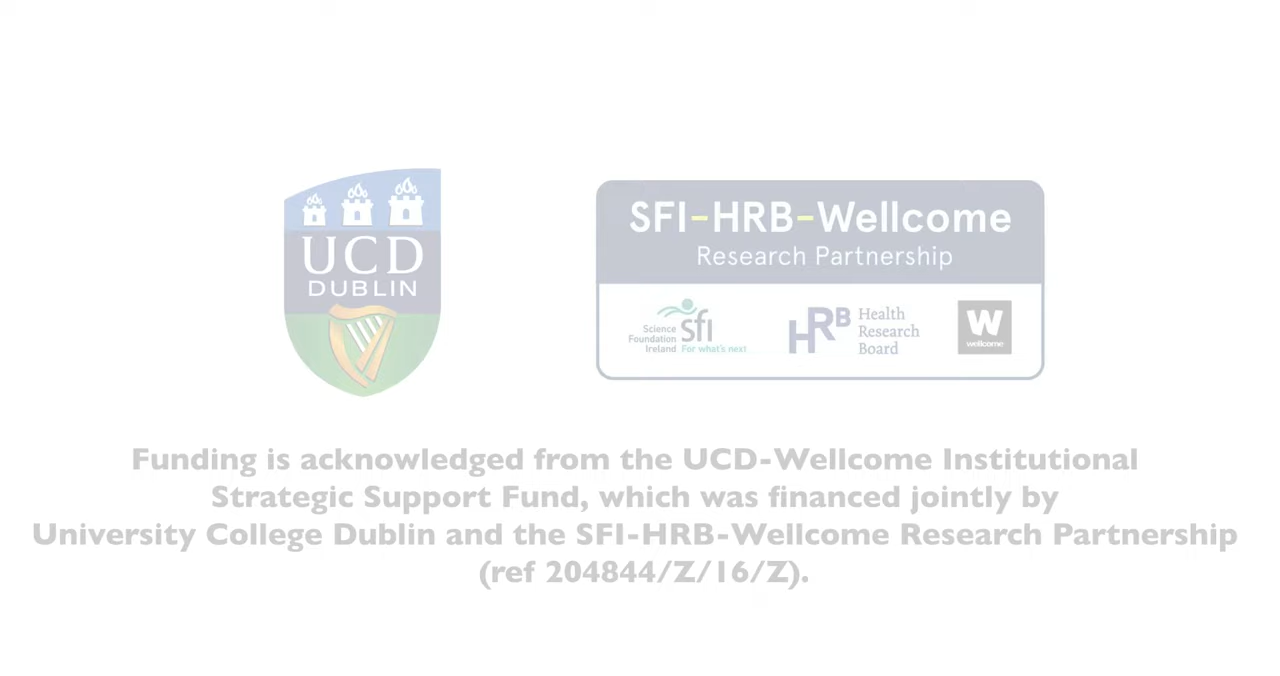 UCD
DUBLIN
SFI-HRB-Wellcome
Research Partnership
Science
Foundation
Ireland
sfi
For what's next
HRB
Health
Research
Board
W
wellcome
Funding is acknowledged from the UCD-Wellcome Institutional
Strategic Support Fund, which was financed jointly by
University College Dublin and the SFI-HRB-Wellcome Research Partnership
(ref 204844/Z/16/Z).